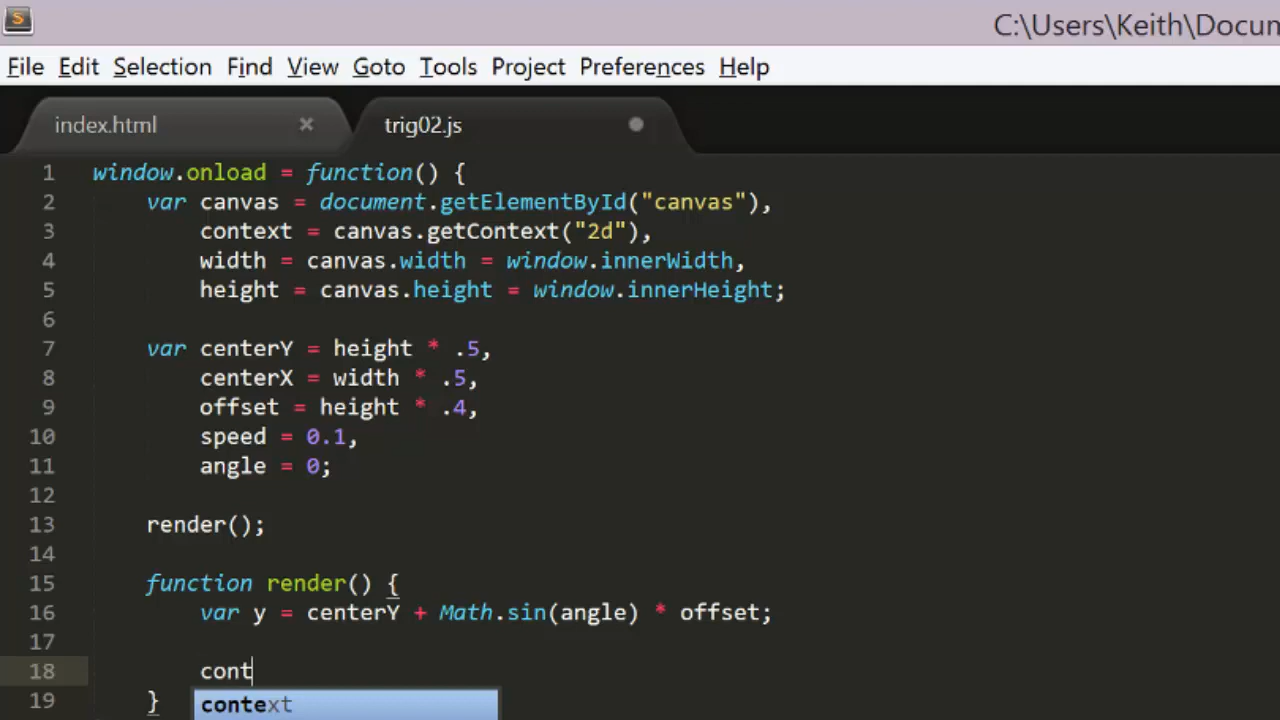 C:\Users\Keith\Docun
File Edit Selection Find View Goto Tools Project Preferences Help
index.html × trig02.js
1 window.onload = function() {
2 var canvas = document.getElementById("canvas"),
3 context = canvas.getContext("2d"),
4 width = canvas.width = window.innerWidth,
5 height = canvas.height = window.innerHeight;
6
7 var centerY = height * .5,
8 centerX = width * .5,
9 offset = height * .4,
10 speed = 0.1,
11 angle = 0;
12
13 render();
14
15 function render() {
16 var y = centerY + Math.sin(angle) * offset;
17
18 cont
19 }
context